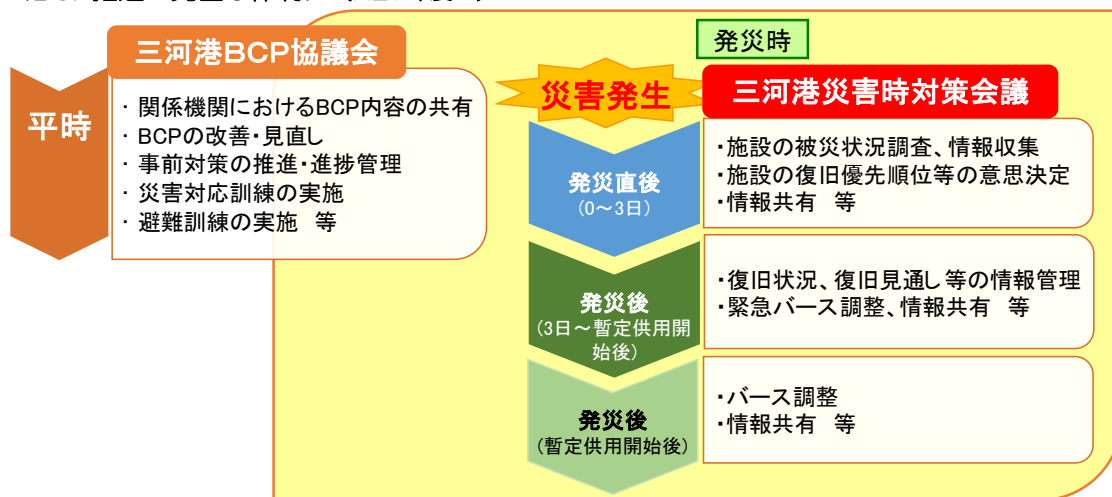 三河港BCP協議会
平時
・関係機関におけるBCP内容の共有
・BCPの改善・見直し
・事前対策の推進・進捗管理
・災害対応訓練の実施
・避難訓練の実施 等
発災時
災害発生
三河港災害時対策会議
発災直後
(0～3日)
・施設の被災状況調査、情報収集
・施設の復旧優先順位等の意思決定
・情報共有 等
発災後
(3日～暫定供用開
始後)
・復旧状況、復旧見通し等の情報管理
・緊急バース調整、情報共有 等
発災後
(暫定供用開始後)
・バース調整
・情報共有 等